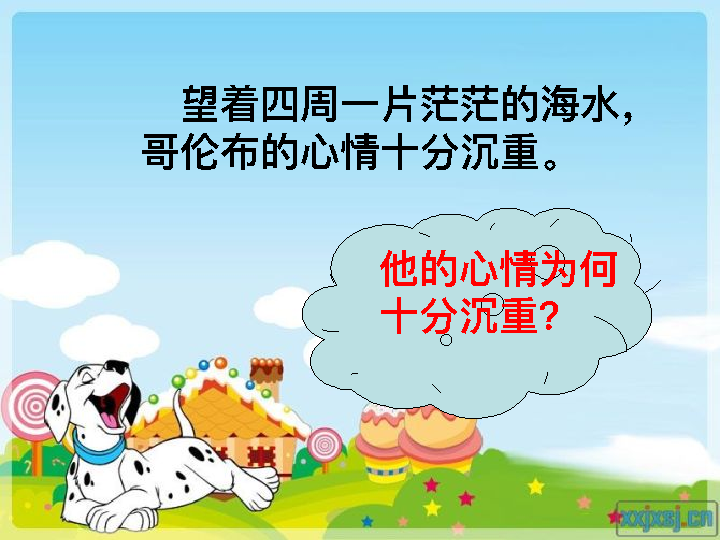 望着四周一片茫茫的海水，
哥伦布的心情十分沉重。
他的心情为何
十分沉重？
xxjxsj.cn